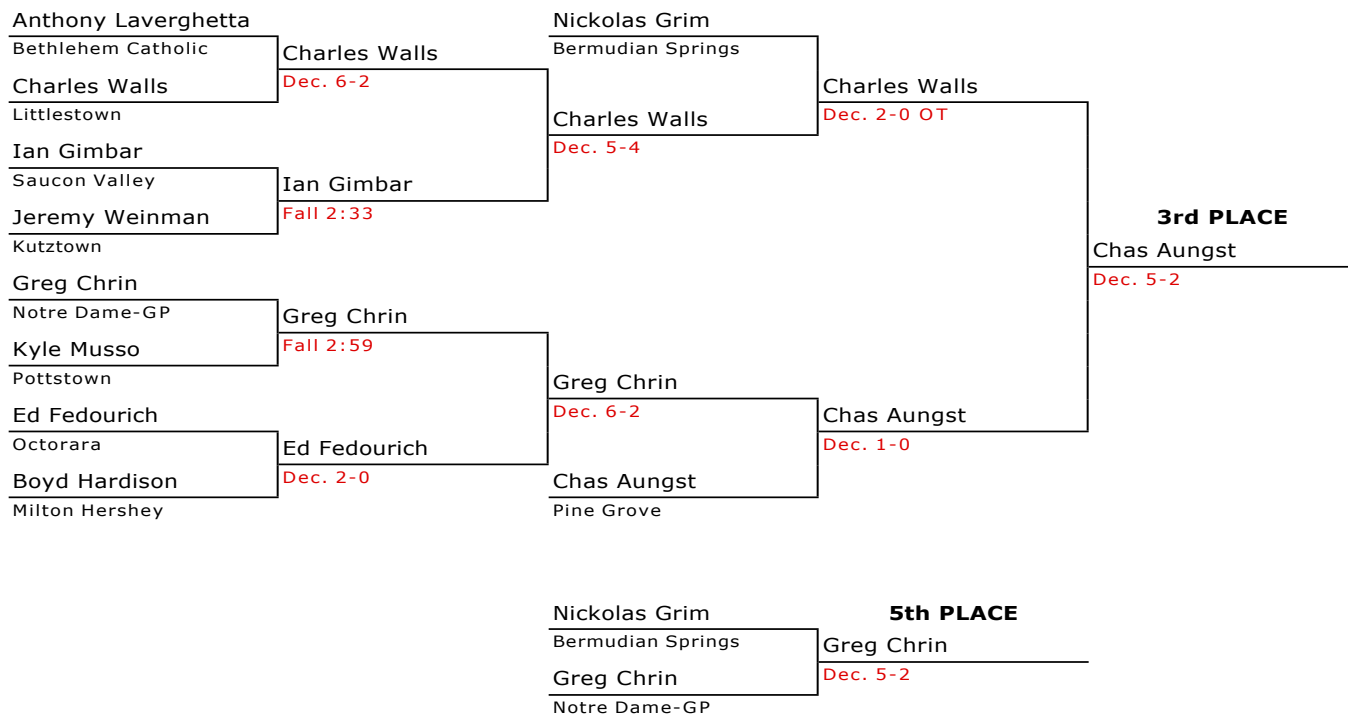 Anthony Laverghetta
Bethlehem Catholic
Charles Walls
Littlestown
Ian Gimbar
Saucon Valley
Jeremy Weinman
Kutztown
Greg Chrin
Notre Dame-GP
Kyle Musso
Pottstown
Ed Fedourich
Octorara
Boyd Hardison
Milton Hershey
Charles Walls
Dec. 6-2
Ian Gimbar
Fall 2:33
Greg Chrin
Fall 2:59
Ed Fedourich
Dec. 2-0
Nickolas Grim
Bermudian Springs
Charles Walls
Dec. 5-4
Greg Chrin
Dec. 6-2
Chas Aungst
Pine Grove
Charles Walls
Dec. 2-0 OT
Chas Aungst
Dec. 1-0
3rd PLACE
Chas Aungst
Dec. 5-2
Nickolas Grim
Bermudian Springs
Greg Chrin
Notre Dame-GP
5th PLACE
Greg Chrin
Dec. 5-2